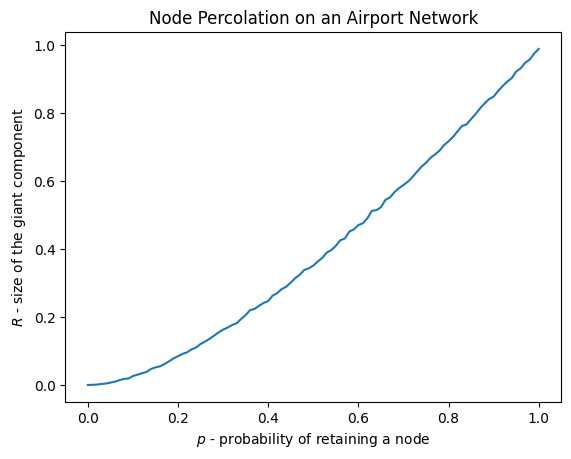 Node Percolation on an Airport Network
R - size of the giant component
1.0
0.8
0.6
0.4
0.2
0.0
0.0 0.2 0.4 0.6 0.8 1.0
p - probability of retaining a node